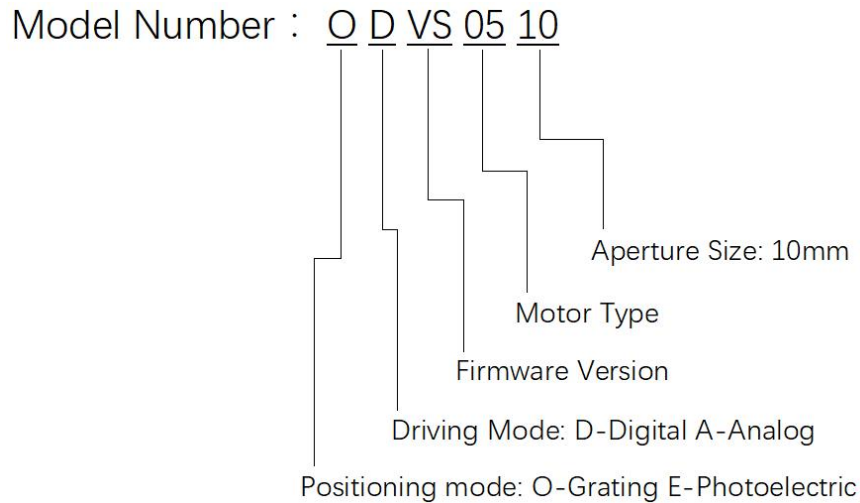 Model Number : O D VS 05 10
Aperture Size: 10mm
Motor Type
Firmware Version
Driving Mode: D-Digital A-Analog
Positioning mode: O-Grating E-Photoelectric